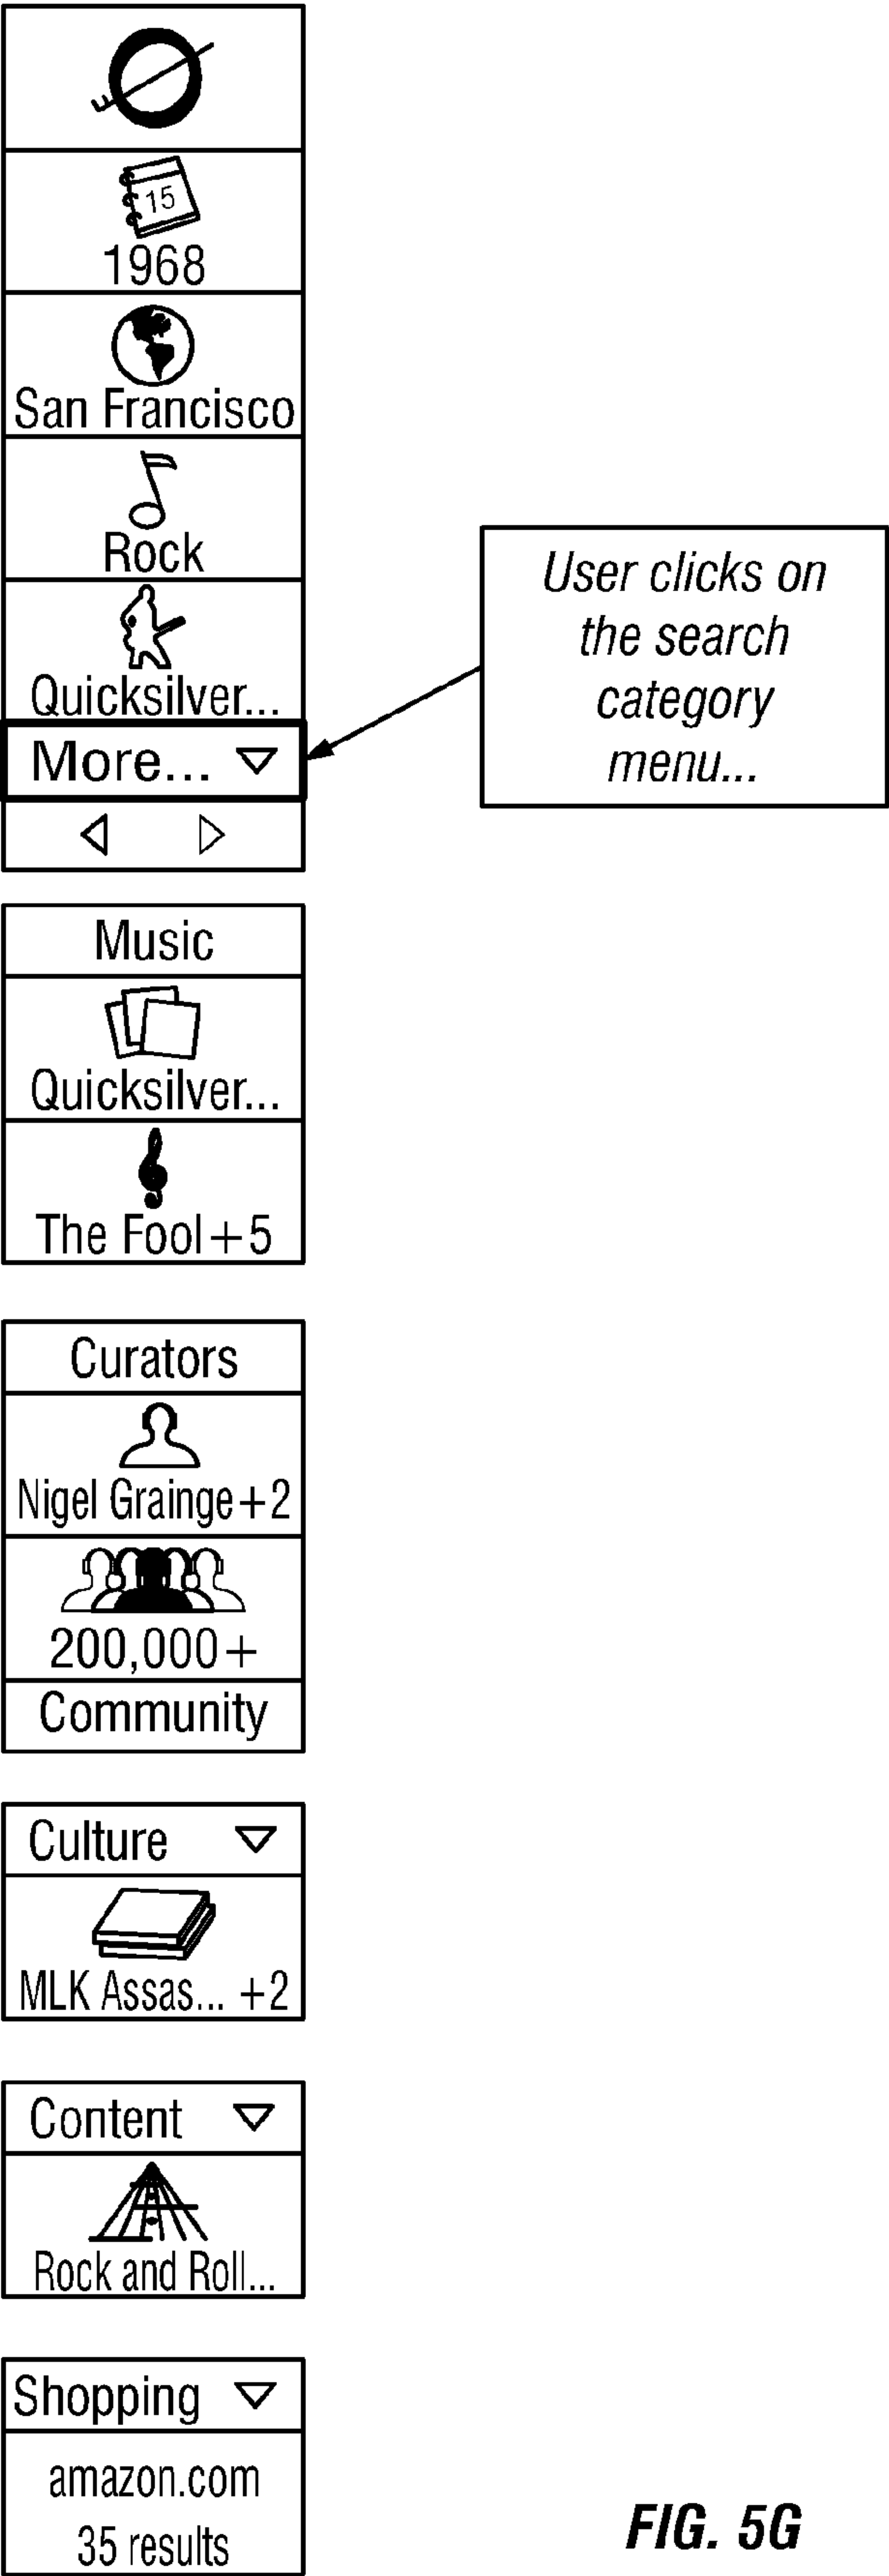 15
1968
San Francisco
Rock
Quicksilver...
More...
User clicks on
the search
category
menu...
Music
Quicksilver...
The Fool+5
Curators
Nigel Grainge+2
200,000+
Community
Culture
MLK Assas... +2
Content
Rock and Roll...
Shopping
amazon.com
35 results
FIG. 5G